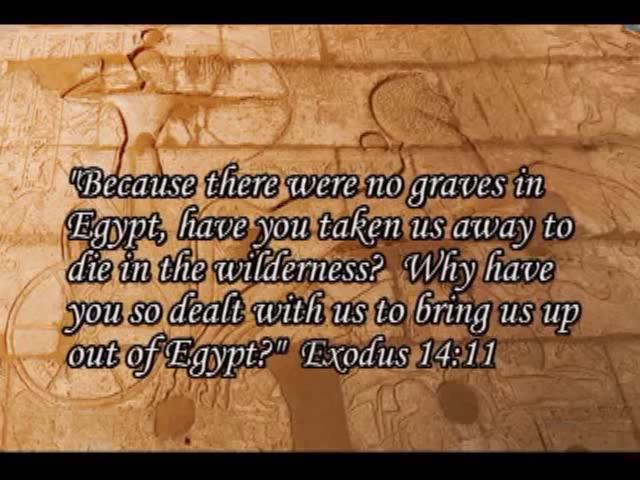 "Because there were no graves in
Egypt, have you taken us away to
die in the wilderness?  Why have
you so dealt with us to bring us up
out of Egypt?"  Exodus 14:11